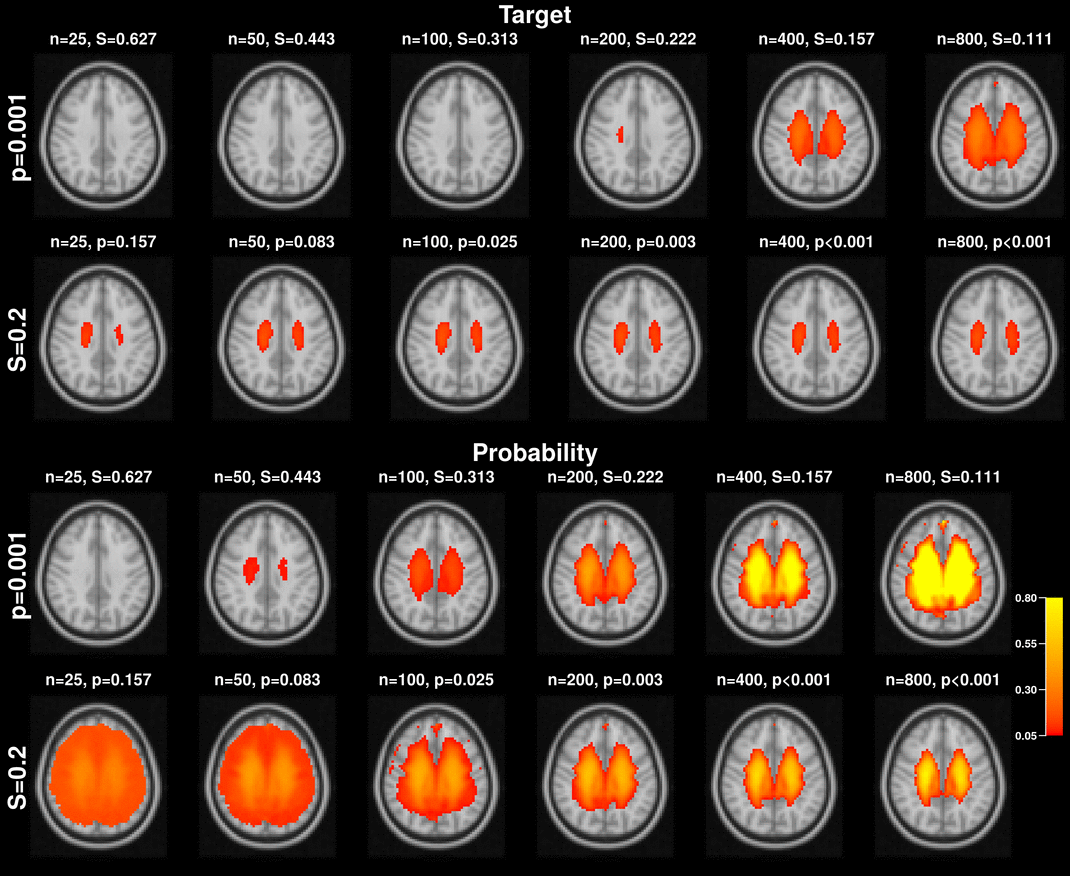 Target
n=25, S=0.627 n=50, S=0.443 n=100, S=0.313 n=200, S=0.222 n=400, S=0.157 n=800, S=0.111
p=0.001
n=25, p=0.157 n=50, p=0.083 n=100, p=0.025 n=200, p=0.003 n=400, p<0.001 n=800, p<0.001
S=0.2
Probability
n=25, S=0.627 n=50, S=0.443 n=100, S=0.313 n=200, S=0.222 n=400, S=0.157 n=800, S=0.111
p=0.001
0.80
0.55
0.30
0.05
n=25, p=0.157 n=50, p=0.083 n=100, p=0.025 n=200, p=0.003 n=400, p<0.001 n=800, p<0.001
S=0.2